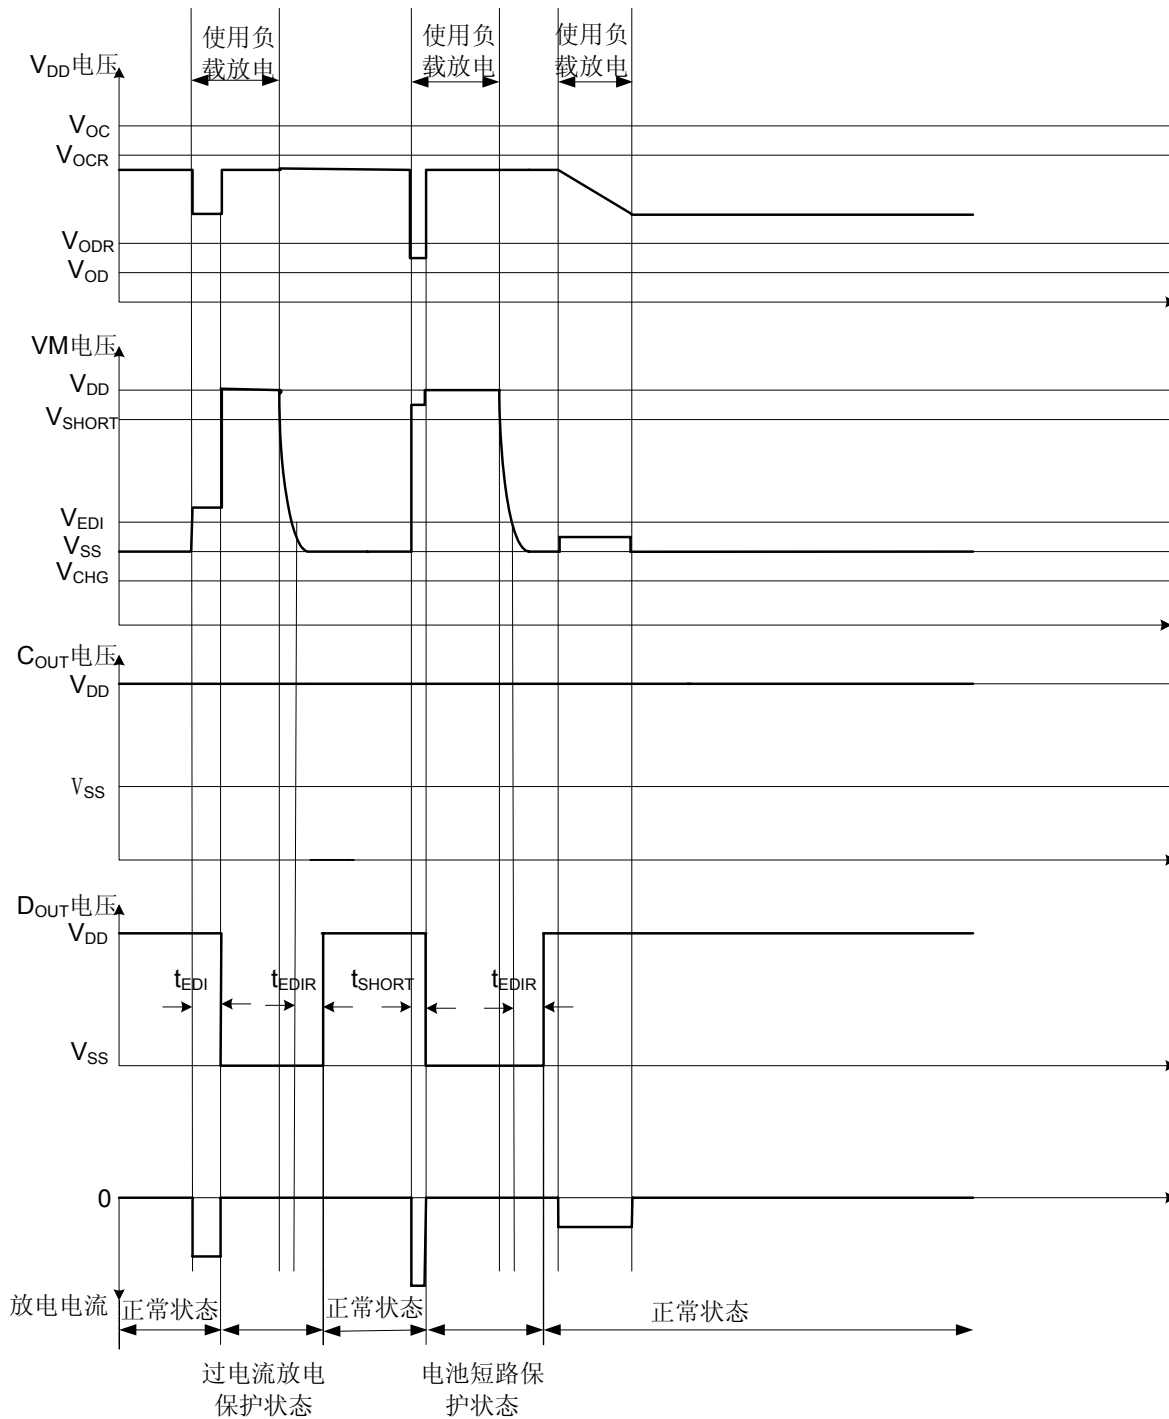 使用负
载放电
使用负
载放电
使用负
载放电
VDD电压
VOC
VOCR
VODR
VOD
VM电压
VDD
VSHORT
VEDI
VSS
VCHG
COUT电压
VDD
VSS
DOUT电压
VDD
tEDI
tEDIR
tSHORT
tEDIR
VSS
0
放电电流
正常状态
正常状态
正常状态
过电流放电
保护状态
电池短路保
护状态